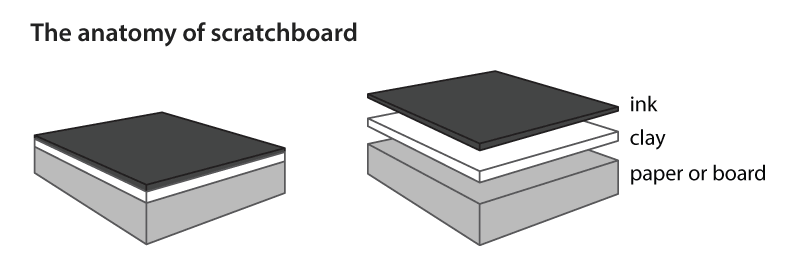 The anatomy of scratchboard
ink
clay
paper or board